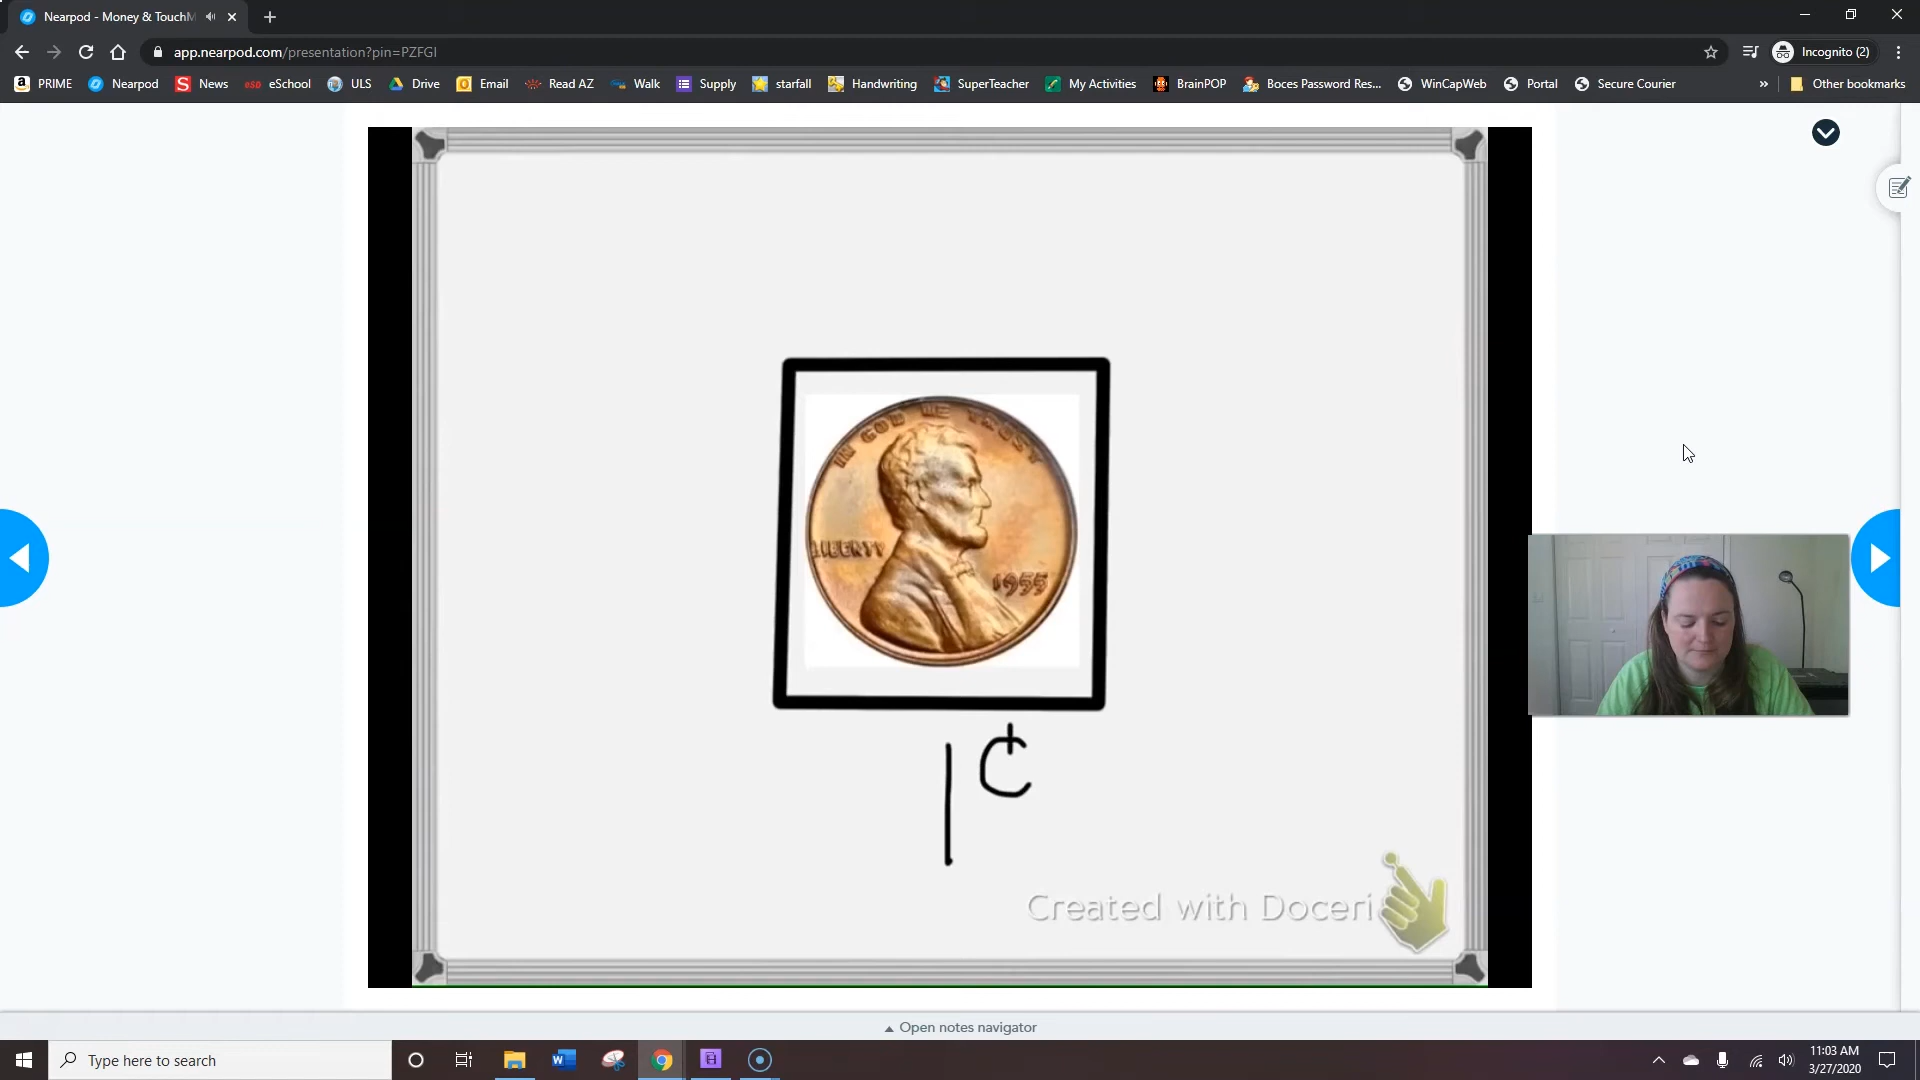 Nearpod - Money & TouchM
app.nearpod.com/presentation?pin=PZFGI
Incognito (2)
PRIME
Nearpod
S News
eso eSchool
ULS
Drive
Email
Read AZ
Walk
Supply
starfall
Handwriting
SuperTeacher
My Activities
BrainPOP
Boces Password Res...
WinCapWeb
Portal
Secure Courier
»
Other bookmarks
IN GOD WE TRUST
LIBERTY
1955
1¢
Created with Doceri
Open notes navigator
Type here to search
11:03 AM
3/27/2020